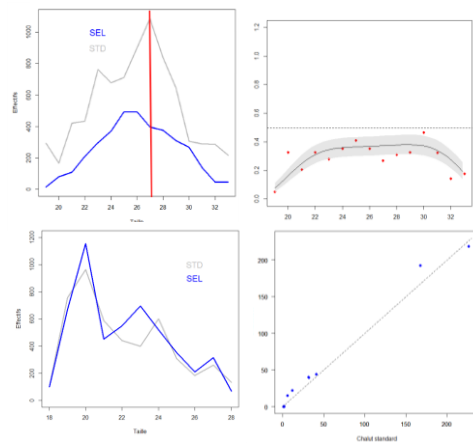 SEL
STD
Effectifs
0 200 400 600 800 1000
20 22 24 26 28 30 32
Taille
0.0 0.2 0.4 0.6 0.8 1.0 1.2
20 22 24 26 28 30 32
STD
SEL
Effectifs
0 200 400 600 800 1000 1200
18 20 22 24 26 28
Taille
0 50 100 150 200
0 50 100 150 200
Chalut standard